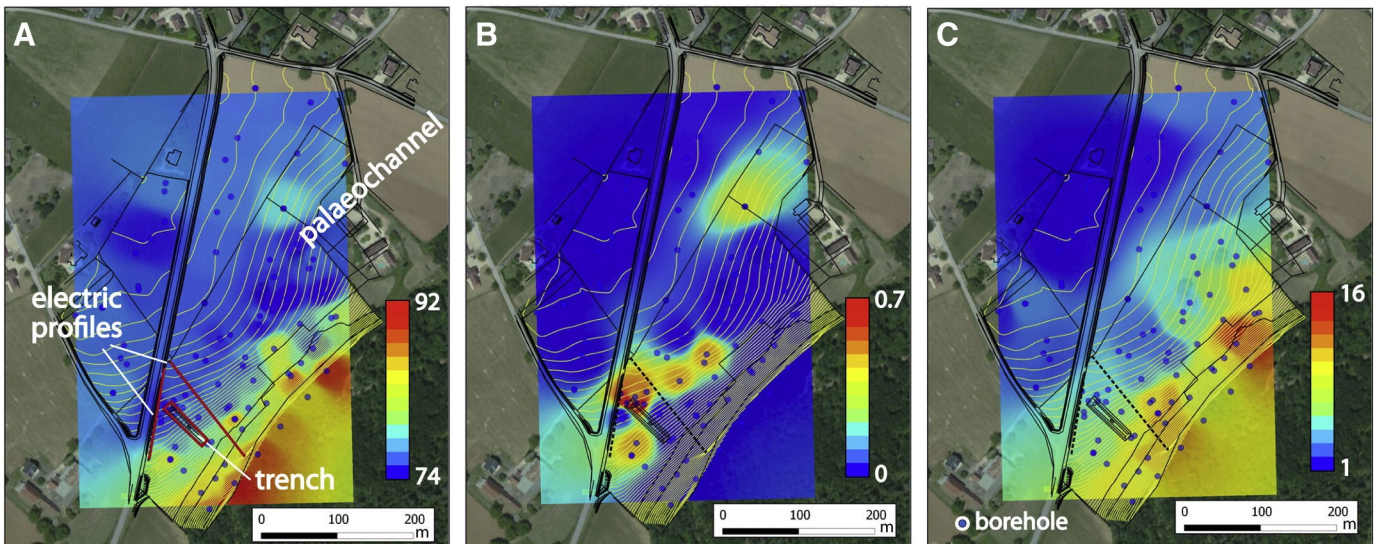 A
palaeochannel
electric
profiles
trench
92
74
0 100 200
m
B
0.7
0
0 100 200
m
C
16
1
borehole
0 100 200
m